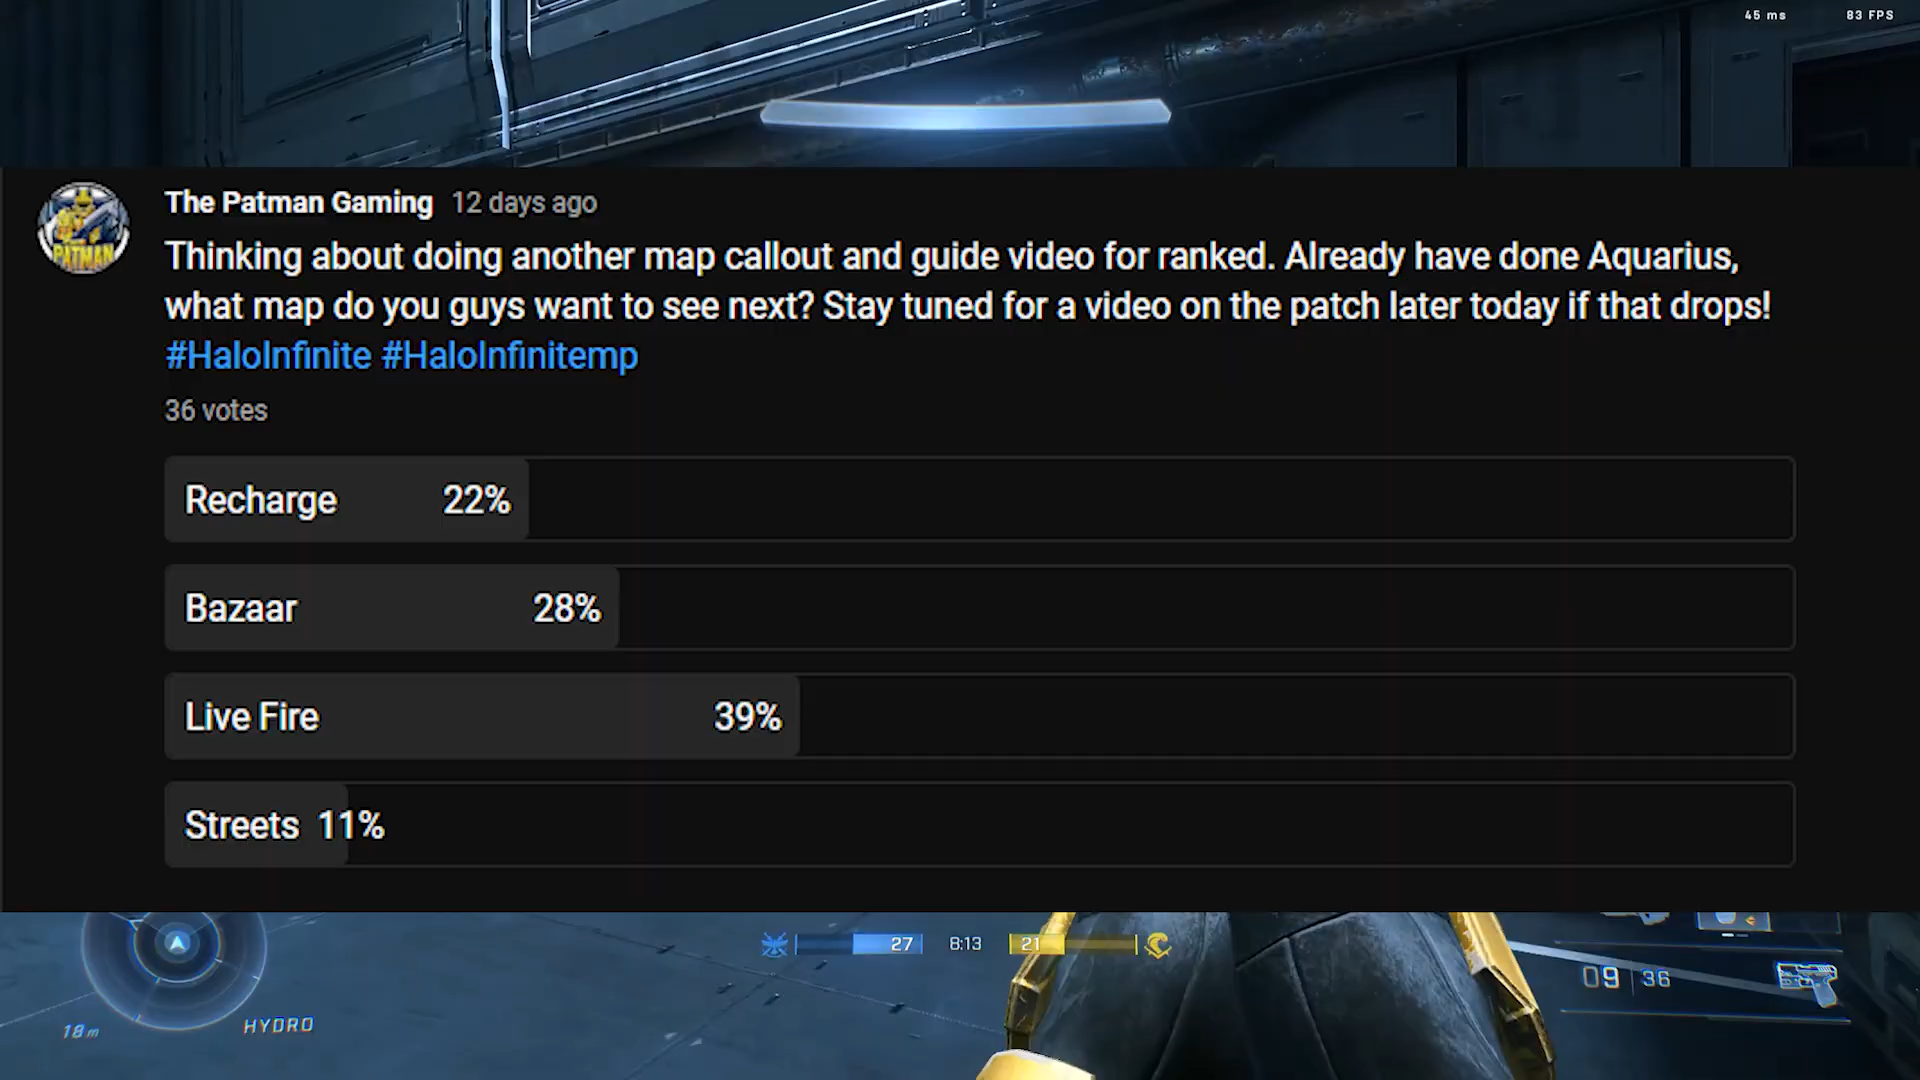 45 ms 83 FPS
The Patman Gaming 12 days ago
PATMAN
Thinking about doing another map callout and guide video for ranked. Already have done Aquarius,
what map do you guys want to see next? Stay tuned for a video on the patch later today if that drops!
#HaloInfinite #HaloInfinitemp
36 votes
Recharge 22%
Bazaar 28%
Live Fire 39%
Streets 11%
27 8:13 21
09 36
18 m HYDRO